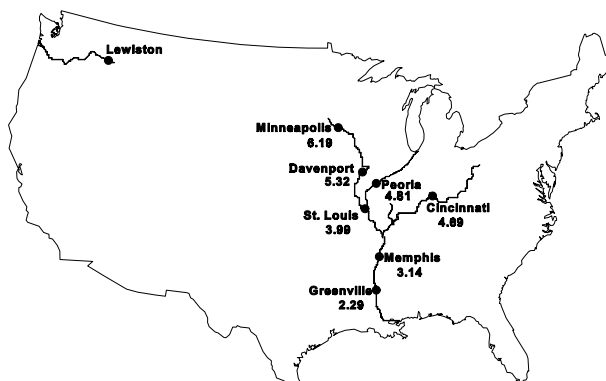 Lewiston
Minneapolis
6.19
Davenport
5.32
Peoria
4.81
St. Louis
3.99
Cincinnati
4.69
Memphis
3.14
Greenville
2.29